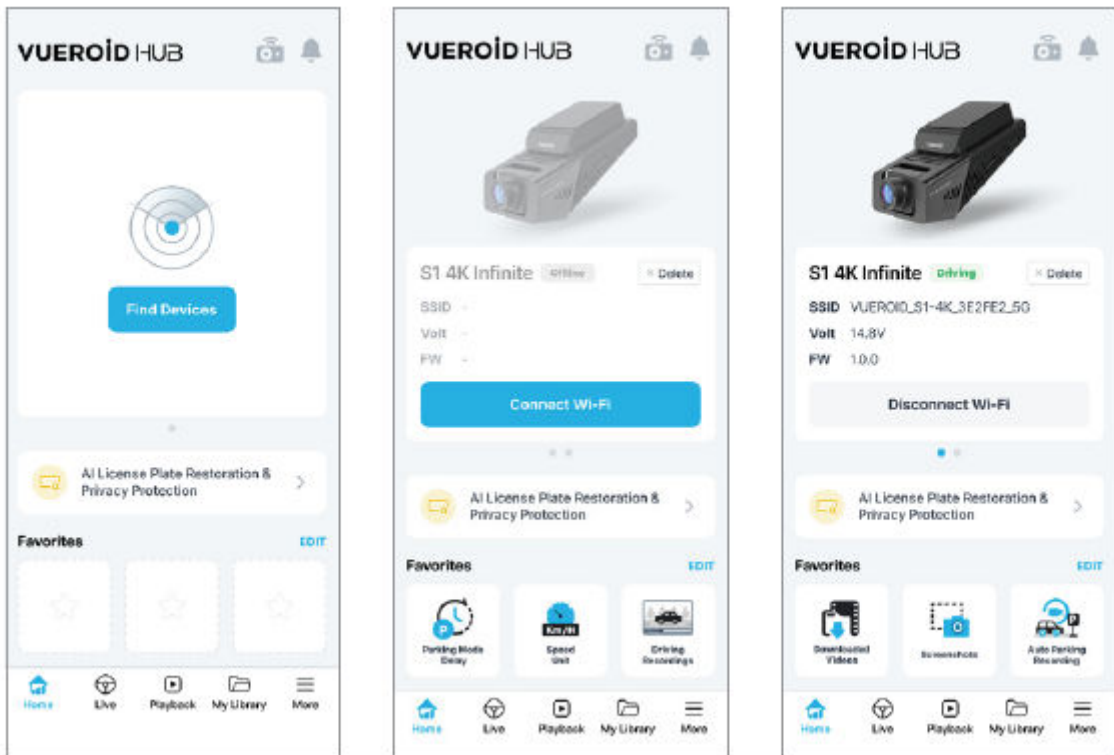 VUEROiD HUB
Find Devices
AI License Plate Restoration &
Privacy Protection
Favorites EDIT
Home Live Playback My Library More
VUEROiD HUB
S1 4K Infinite Offline × Delete
SSID -
Volt -
FW -
Connect Wi-Fi
AI License Plate Restoration &
Privacy Protection
Favorites EDIT
Parking Mode
Delay
Km/H
Speed
Unit
Driving
Recordings
Home Live Playback My Library More
VUEROiD HUB
S1 4K Infinite Driving × Delete
SSID VUEROID_S1-4K_3E2FE2_5G
Volt 14.8V
FW 1.0.0
Disconnect Wi-Fi
AI License Plate Restoration &
Privacy Protection
Favorites EDIT
Downloaded
Videos
Screenshots
Auto Parking
Recording
Home Live Playback My Library More